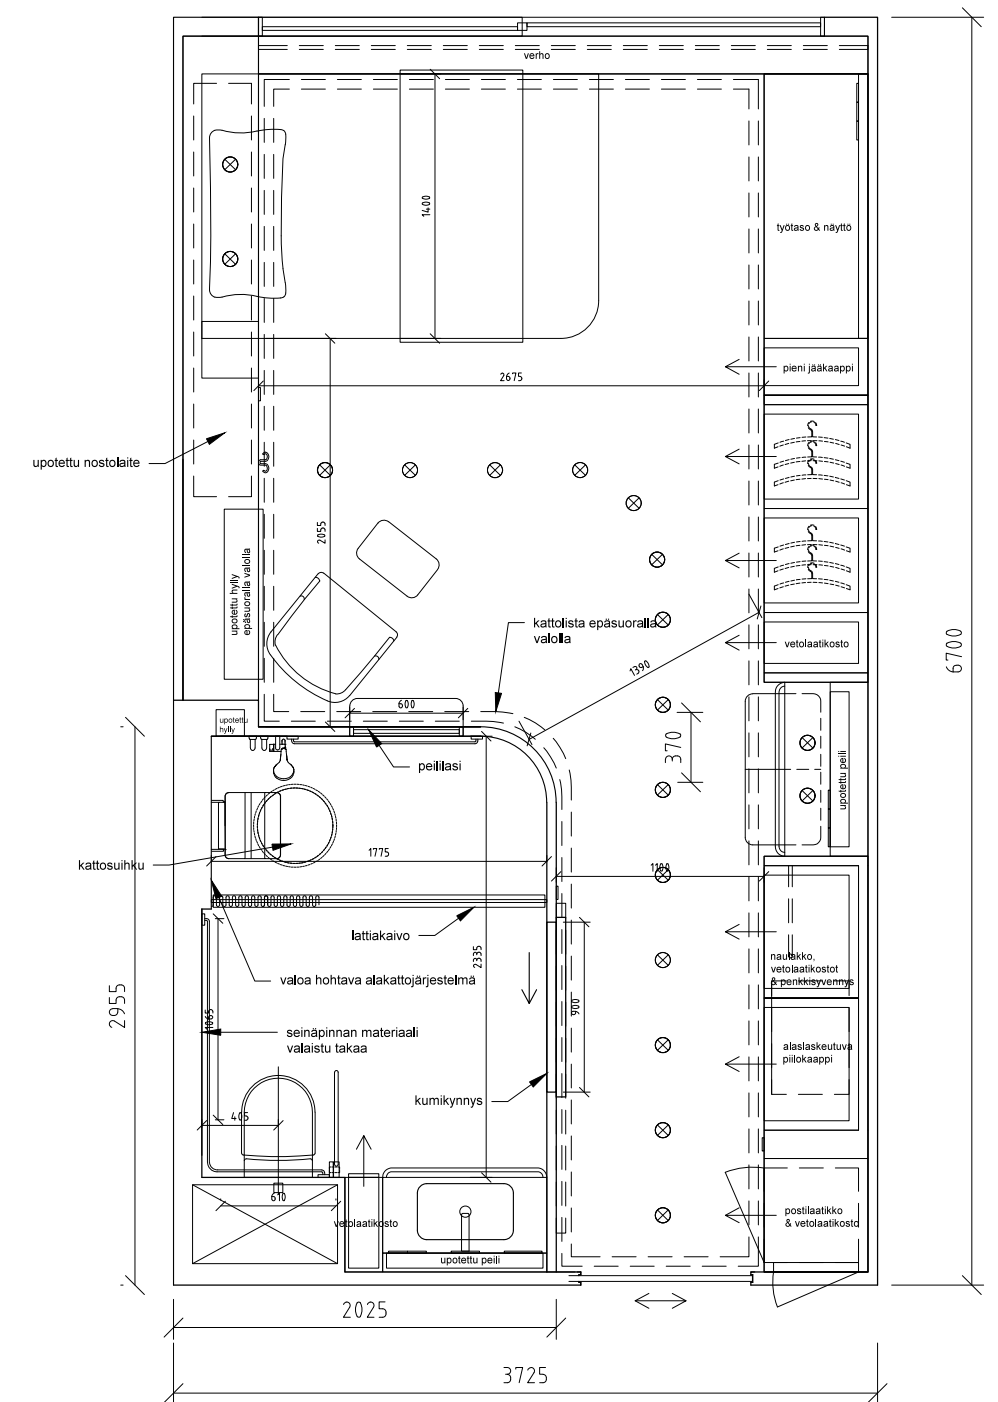 verho
1400
työtaso & näyttö
pieni jääkaappi
2675
upotettu nostolaite
2055
upotettu hylly
epäsuoralla valolla
kattolista epäsuoralla
valolla
vetolaatikosto
1390
6700
600
upotettu
hylly
peililasi
370
upotettu peili
kattosuihku
1775
1100
lattiakaivo
2335
naulakko,
vetolaatikostot
& penkkisyvennys
valoa hohtava alakattojärjestelmä
2955
1065
900
seinäpinnan materiaali
valaistu takaa
alaslaskeutuva
piilokaappi
kumikynnys
405
610
vetolaatikosto
upotettu peili
postilaatikko
& vetolaatikosto
2025
3725